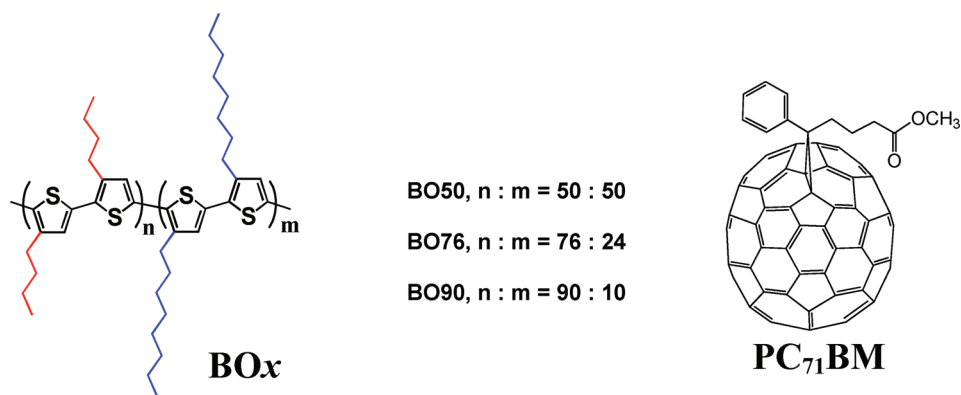 S
S
S
S
n
m
BOx
BO50, n : m = 50 : 50
BO76, n : m = 76 : 24
BO90, n : m = 90 : 10
OCH₃
O
PC₇₁BM